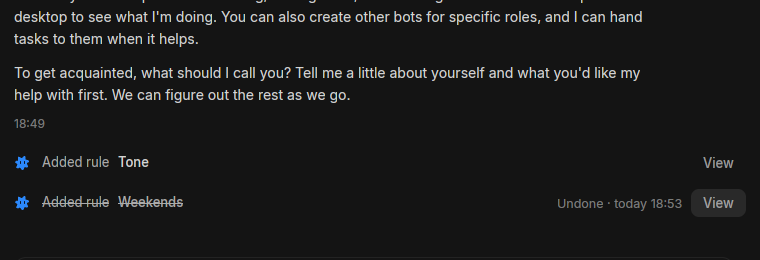 desktop to see what I'm doing. You can also create other bots for specific roles, and I can hand
tasks to them when it helps.
To get acquainted, what should I call you? Tell me a little about yourself and what you'd like my
help with first. We can figure out the rest as we go.
18:49
Added rule Tone View
Added rule Weekends Undone · today 18:53 View